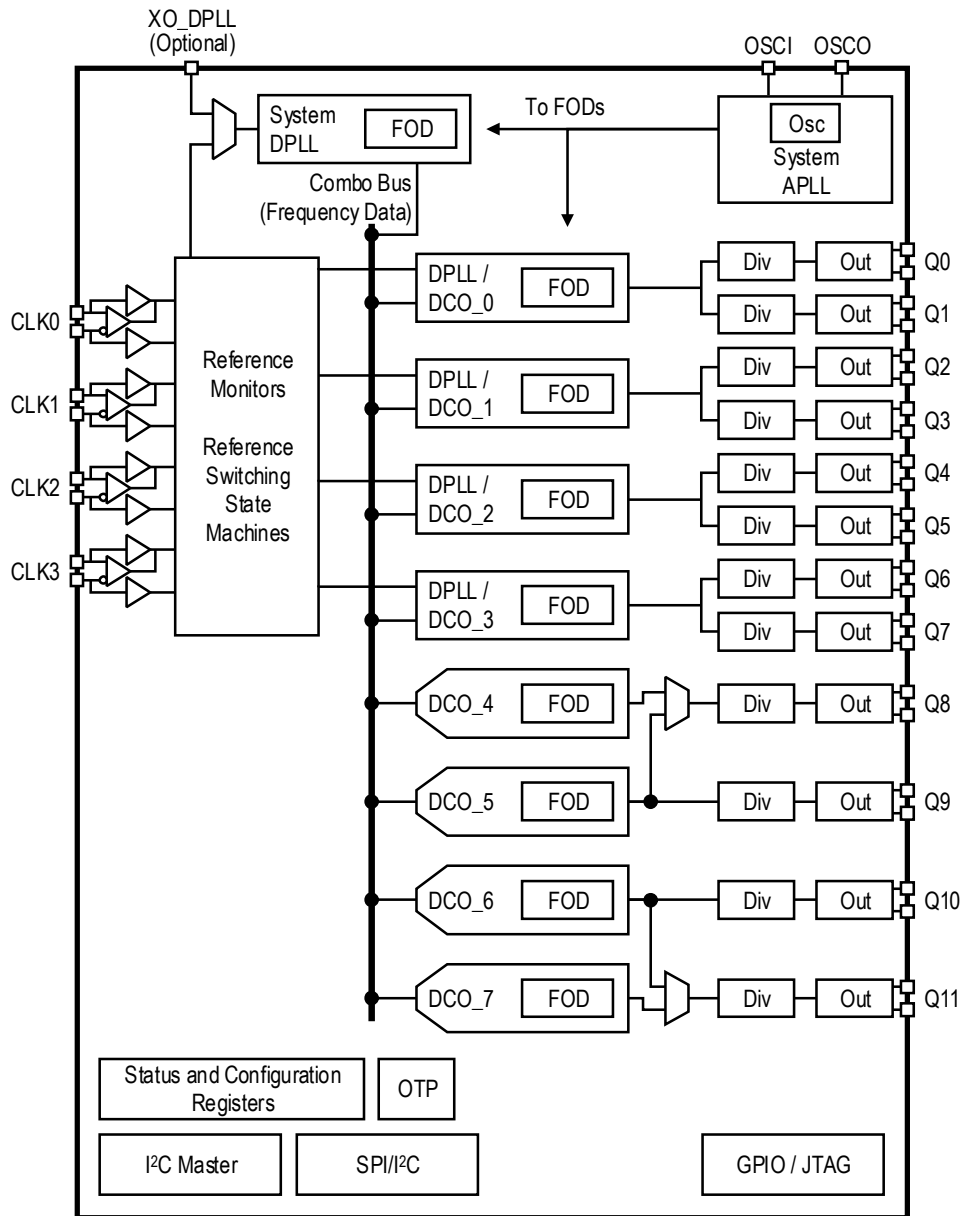 XO_DPLL
(Optional)
OSCI OSCO
System
DPLL
FOD
To FODs
Osc
System
APLL
Combo Bus
(Frequency Data)
DPLL /
DCO_0
FOD
Div
Out
Q0
Div
Out
Q1
CLK0
CLK1
CLK2
CLK3
Reference
Monitors
Reference
Switching
State
Machines
DPLL /
DCO_1
FOD
Div
Out
Q2
Div
Out
Q3
DPLL /
DCO_2
FOD
Div
Out
Q4
Div
Out
Q5
DPLL /
DCO_3
FOD
Div
Out
Q6
Div
Out
Q7
DCO_4
FOD
Div
Out
Q8
DCO_5
FOD
Div
Out
Q9
DCO_6
FOD
Div
Out
Q10
DCO_7
FOD
Div
Out
Q11
Status and Configuration
Registers
OTP
I²C Master
SPI/I²C
GPIO / JTAG